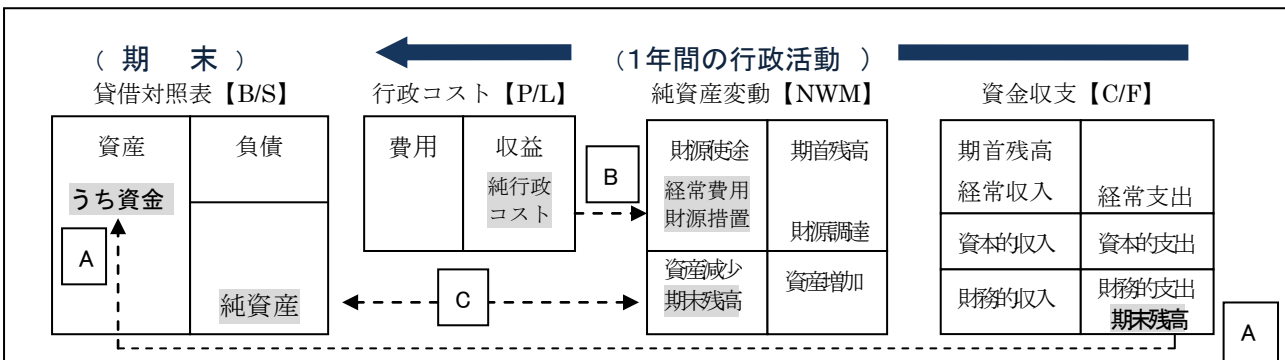 （ 期　末 ）
（1年間の行政活動 ）
貸借対照表【B/S】
行政コスト【P/L】
純資産変動【NWM】
資金収支【C/F】
資産
うち資金
A
負債
純資産
費用
収益
純行政
コスト
B
C
財源使途
経常費用
財源措置
期首残高
財源調達
資産減少
期末残高
資産増加
期首残高
経常収入
経常支出
資本的収入
資本的支出
財務的収入
財務的支出
期末残高
A